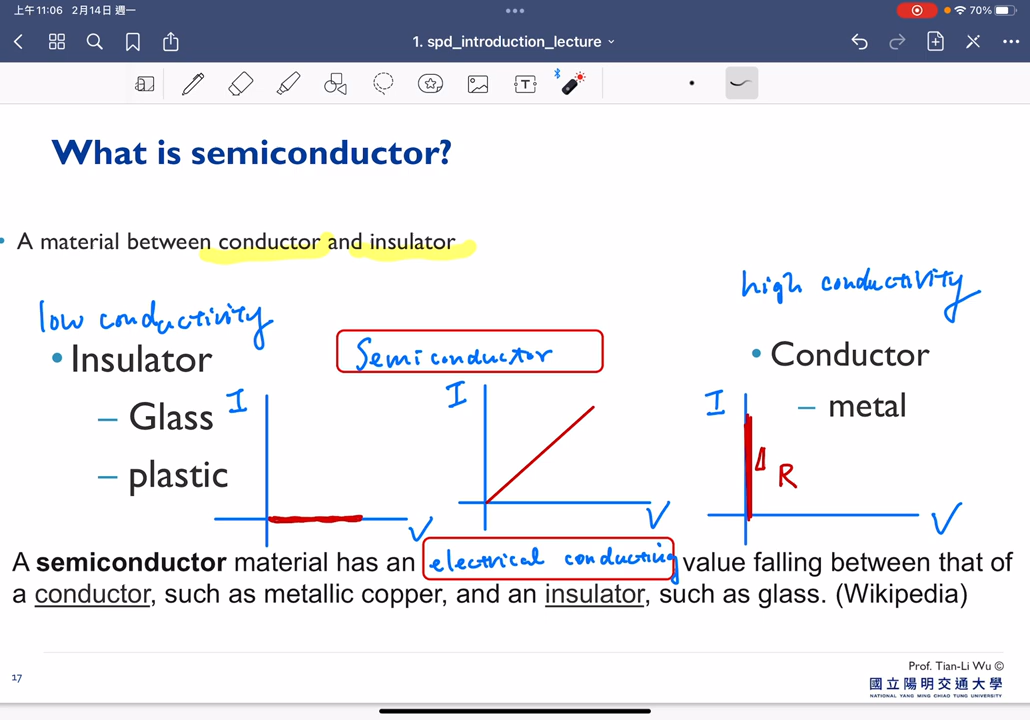 上午11:06 2月14日 週一
70%
1. spd_introduction_lecture
T
What is semiconductor?
• A material between conductor and insulator
high conductivity
low conductivity
• Insulator
Semiconductor
• Conductor
– Glass
I
I
I
– metal
– plastic
R
V
V
V
A semiconductor material has an electrical conducting value falling between that of
a conductor, such as metallic copper, and an insulator, such as glass. (Wikipedia)
Prof. Tian-Li Wu ©
17
國立陽明交通大學
NATIONAL YANG MING CHIAO TUNG UNIVERSITY